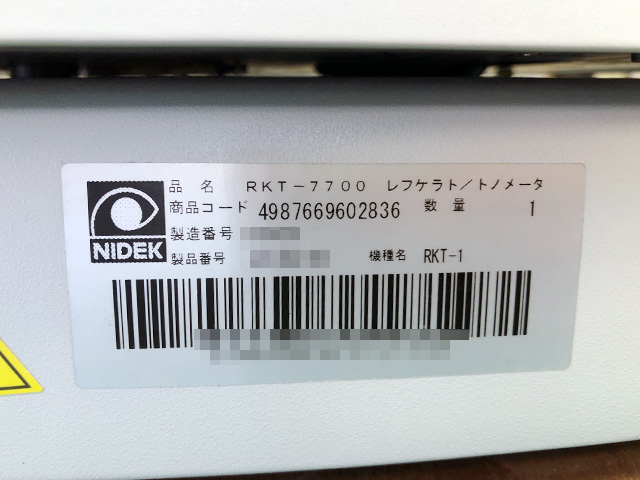 NIDEK
品 名 RKT-7700 レフケラト/トノメータ
商品コード 4987669602836 数量 1
製造番号
製品番号 機種名 RKT-1